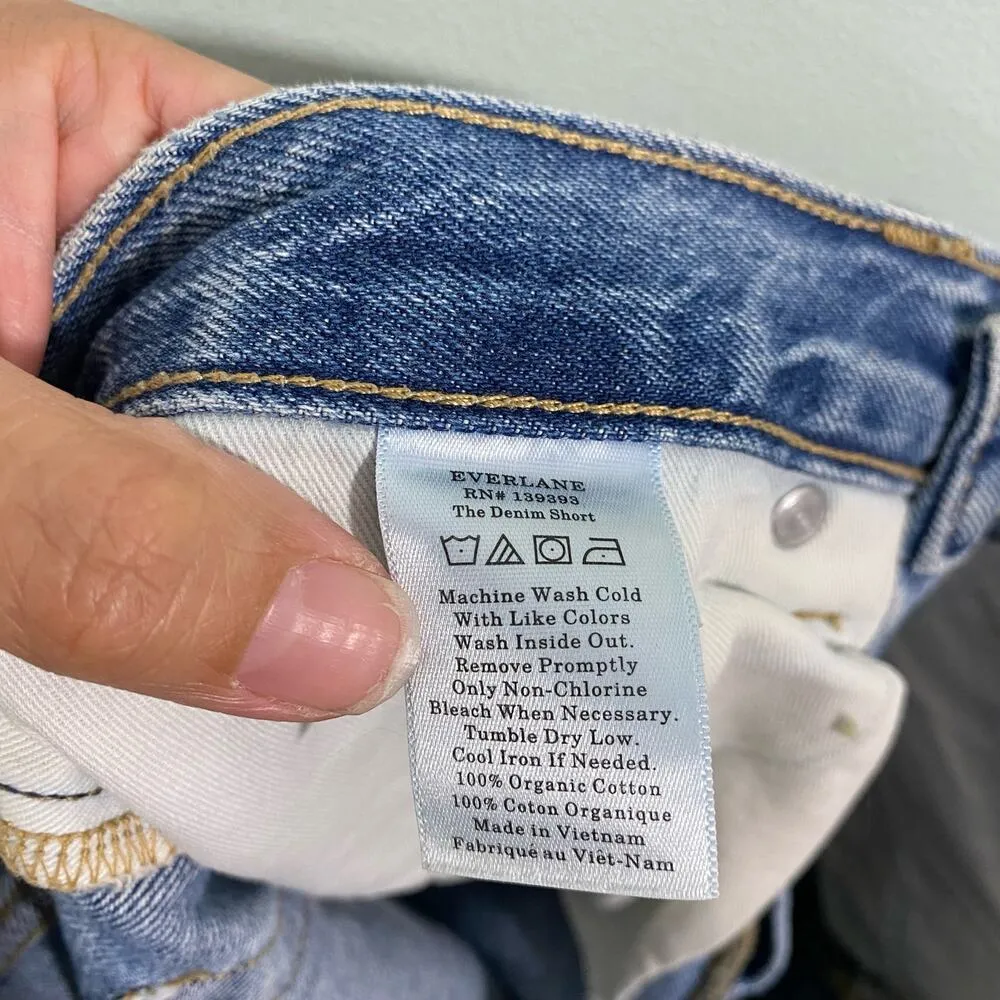 EVERLANE
RN# 139393
The Denim Short
Machine Wash Cold
With Like Colors
Wash Inside Out.
Remove Promptly
Only Non-Chlorine
Bleach When Necessary.
Tumble Dry Low.
Cool Iron If Needed.
100% Organic Cotton
100% Coton Organique
Made in Vietnam
Fabriqué au Viêt-Nam